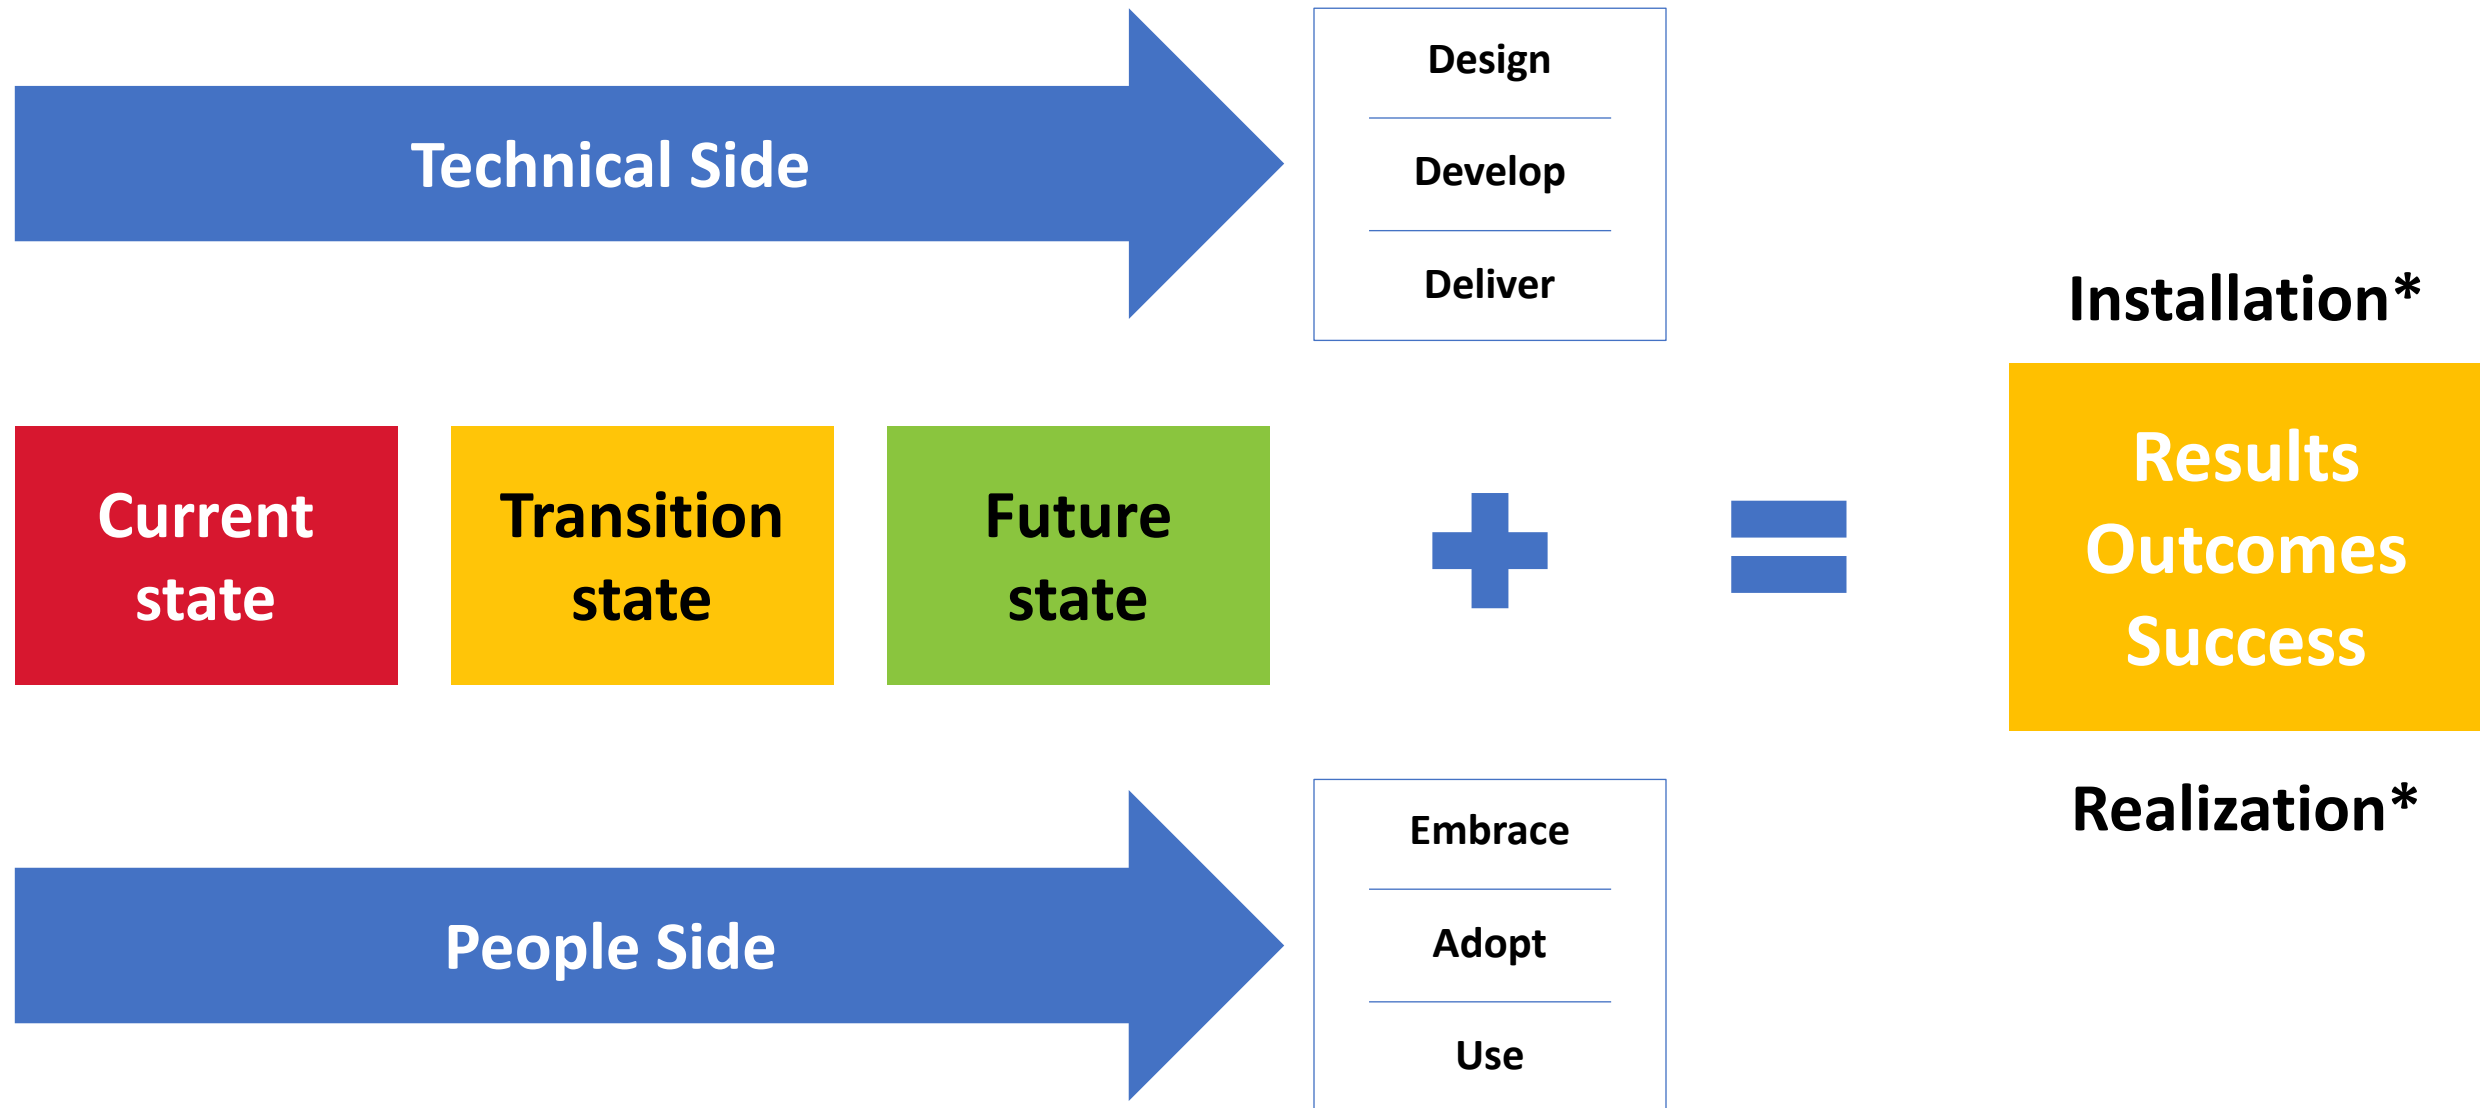 Technical Side
Design
Develop
Deliver
Current
state
Transition
state
Future
state
Installation*
Results
Outcomes
Success
Realization*
People Side
Embrace
Adopt
Use